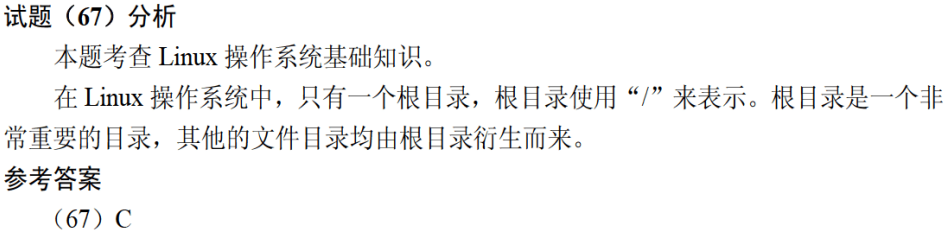 试题（67）分析
本题考查 Linux 操作系统基础知识。
在 Linux 操作系统中，只有一个根目录，根目录使用“/”来表示。根目录是一个非
常重要的目录，其他的文件目录均由根目录衍生而来。
参考答案
（67）C